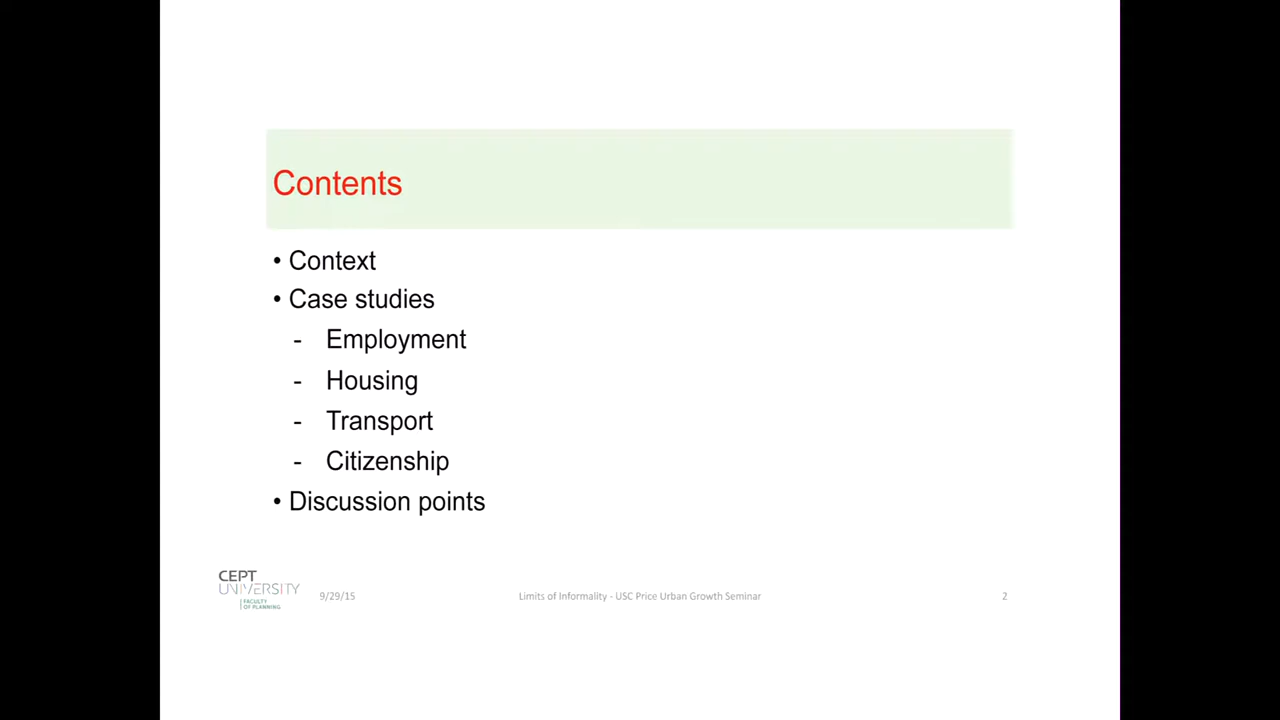 Contents
• Context
• Case studies
- Employment
- Housing
- Transport
- Citizenship
• Discussion points
CEPT
UNIVERSITY
FACULTY
OF PLANNING
9/29/15
Limits of Informality - USC Price Urban Growth Seminar
2